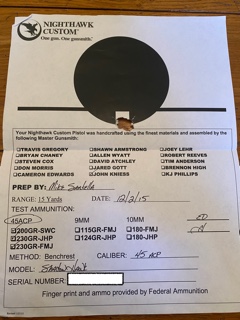 NIGHTHAWK
CUSTOM
One gun. One gunsmith.
Your Nighthawk Custom Pistol was handcrafted using the finest materials and assembled by the
following Master Gunsmith:
TRAVIS GREGORY SHAWN ARMSTRONG JOEY LEHR
BRYAN CHANEY ALLEN WYATT ROBERT REEVES
STEVEN COX DAVID ATCHLEY TIM ANDERSON
DON MORRIS JARED GOTT BRENNON HIGH
CAMERON EDWARDS JOHN KHIESS KJ PHILLIPS
PREP BY: Mike
RANGE: 15 Yards DATE: 12/2/15
TEST AMMUNITION:
45ACP 9MM 10MM
200GR-SWC 115GR-FMJ 180-FMJ
230GR-JHP 124GR-JHP 180-JHP
230GR-FMJ
METHOD: Benchrest CALIBER: 45 ACP
MODEL:
SERIAL NUMBER:
Finger print and ammo provided by Federal Ammunition